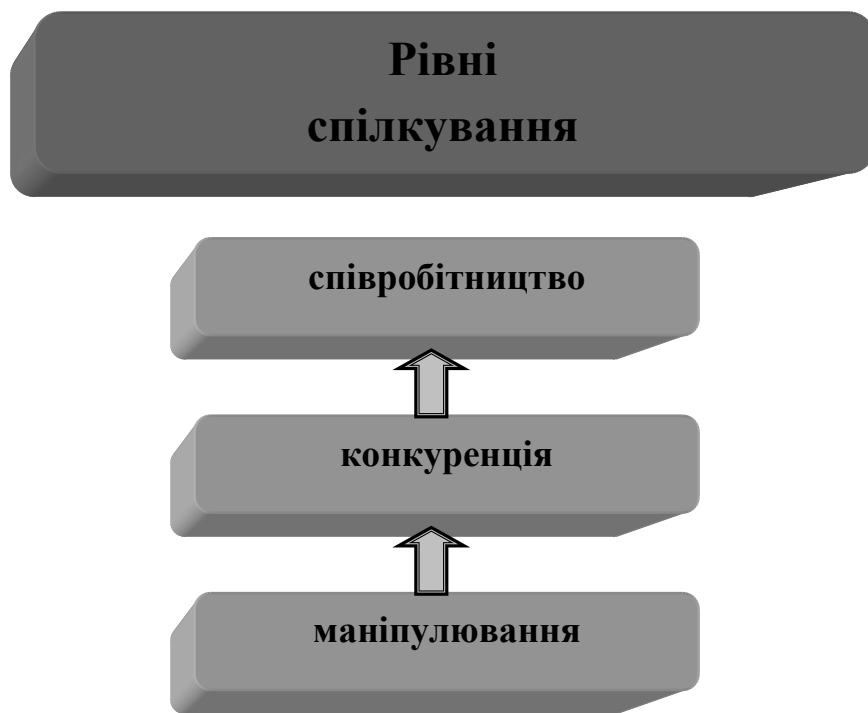 Рівні
спілкування
співробітництво
конкуренція
маніпулювання